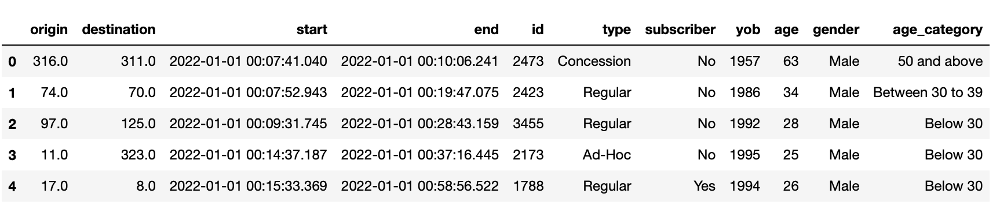 origin destination start end id type subscriber yob age gender age_category
0 316.0 311.0 2022-01-01 00:07:41.040 2022-01-01 00:10:06.241 2473 Concession No 1957 63 Male 50 and above
1 74.0 70.0 2022-01-01 00:07:52.943 2022-01-01 00:19:47.075 2423 Regular No 1986 34 Male Between 30 to 39
2 97.0 125.0 2022-01-01 00:09:31.745 2022-01-01 00:28:43.159 3455 Regular No 1992 28 Male Below 30
3 11.0 323.0 2022-01-01 00:14:37.187 2022-01-01 00:37:16.445 2173 Ad-Hoc No 1995 25 Male Below 30
4 17.0 8.0 2022-01-01 00:15:33.369 2022-01-01 00:58:56.522 1788 Regular Yes 1994 26 Male Below 30